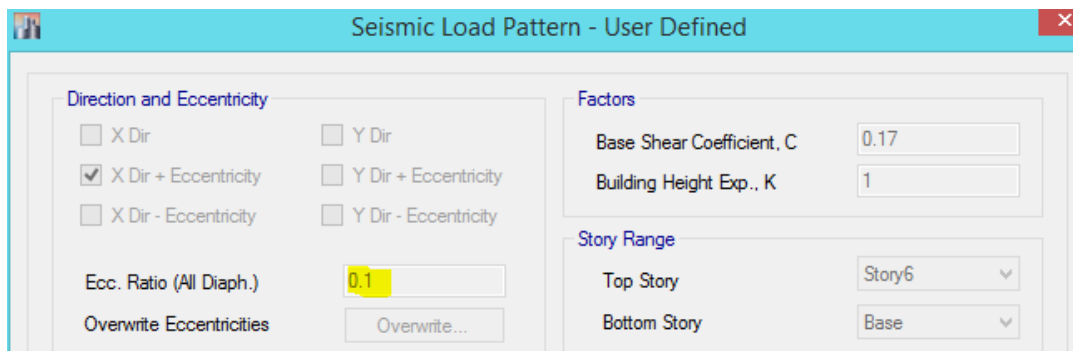 Seismic Load Pattern - User Defined
Direction and Eccentricity
X Dir
Y Dir
X Dir + Eccentricity
Y Dir + Eccentricity
X Dir - Eccentricity
Y Dir - Eccentricity
Ecc. Ratio (All Diaph.)
0.1
Overwrite Eccentricities
Overwrite...
Factors
Base Shear Coefficient, C
0.17
Building Height Exp., K
1
Story Range
Top Story
Story6
Bottom Story
Base